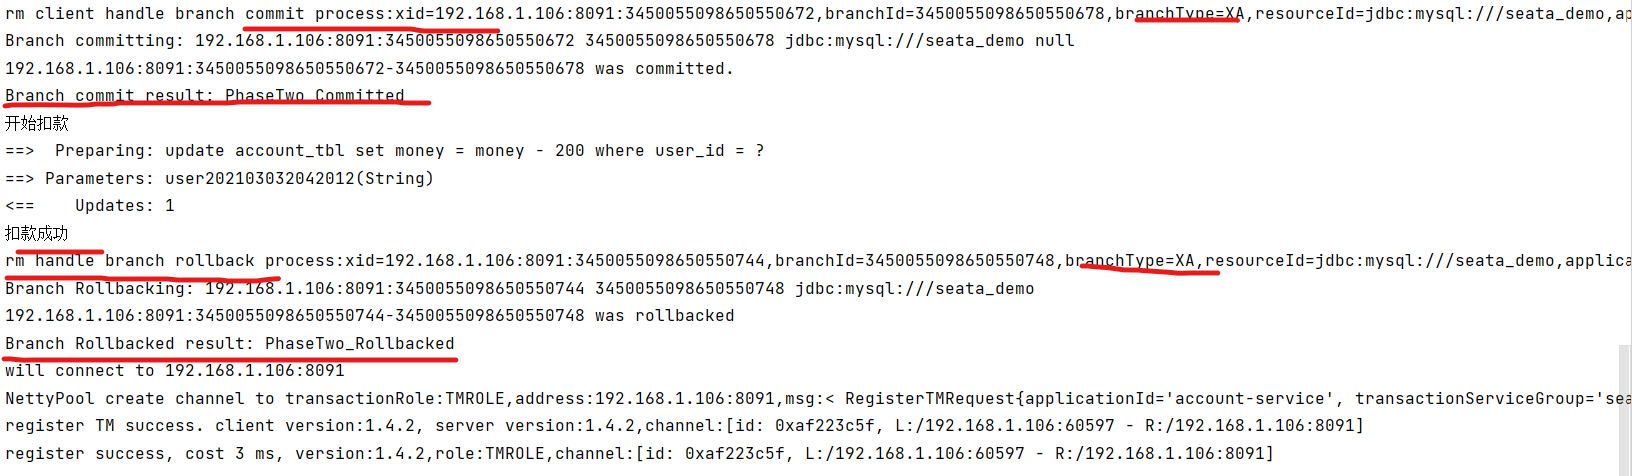 rm client handle branch commit process:xid=192.168.1.106:8091:3450055098650550672,branchId=3450055098650550678,branchType=XA,resourceId=jdbc:mysql:///seata_demo,ap
Branch committing: 192.168.1.106:8091:3450055098650550672 3450055098650550678 jdbc:mysql:///seata_demo null
192.168.1.106:8091:3450055098650550672-3450055098650550678 was committed.
Branch commit result: PhaseTwo_Committed
开始扣款
==>  Preparing: update account_tbl set money = money - 200 where user_id = ?
==> Parameters: user202103032042012(String)
<==    Updates: 1
扣款成功
rm handle branch rollback process:xid=192.168.1.106:8091:3450055098650550744,branchId=3450055098650550748,branchType=XA,resourceId=jdbc:mysql:///seata_demo,applica
Branch Rollbacking: 192.168.1.106:8091:3450055098650550744 3450055098650550748 jdbc:mysql:///seata_demo
192.168.1.106:8091:3450055098650550744-3450055098650550748 was rollbacked
Branch Rollbacked result: PhaseTwo_Rollbacked
will connect to 192.168.1.106:8091
NettyPool create channel to transactionRole:TMROLE,address:192.168.1.106:8091,msg:< RegisterTMRequest{applicationId='account-service', transactionServiceGroup='sea
register TM success. client version:1.4.2, server version:1.4.2,channel:[id: 0xaf223c5f, L:/192.168.1.106:60597 - R:/192.168.1.106:8091]
register success, cost 3 ms, version:1.4.2,role:TMROLE,channel:[id: 0xaf223c5f, L:/192.168.1.106:60597 - R:/192.168.1.106:8091]